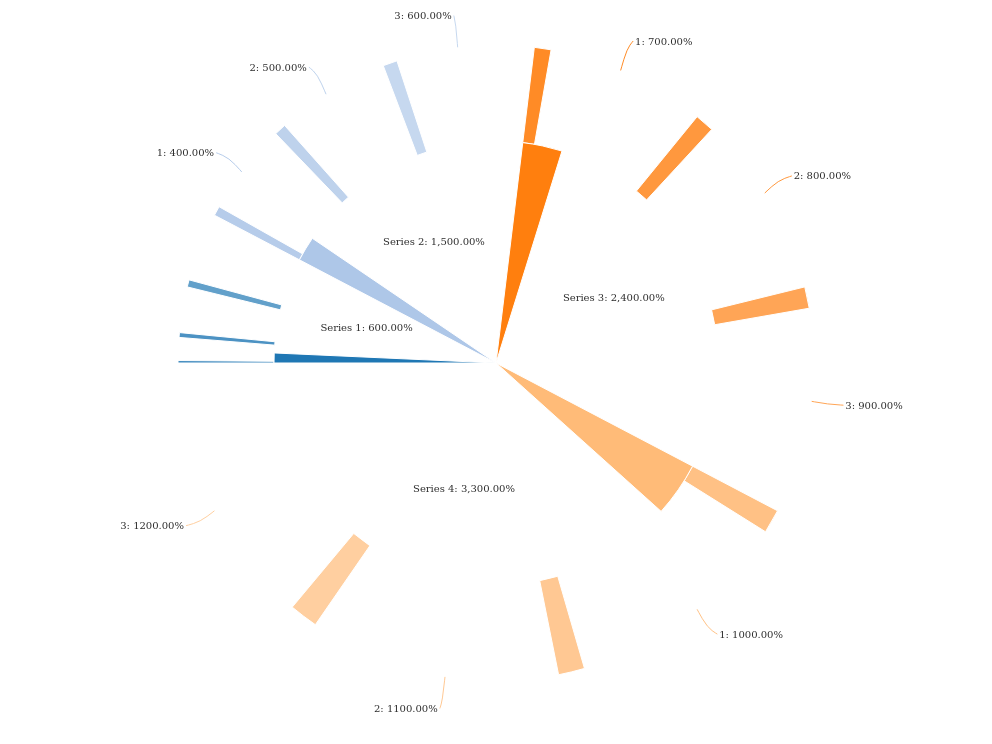 3: 600.00%
1: 700.00%
2: 500.00%
1: 400.00%
2: 800.00%
Series 2: 1,500.00%
Series 3: 2,400.00%
Series 1: 600.00%
3: 900.00%
Series 4: 3,300.00%
3: 1200.00%
1: 1000.00%
2: 1100.00%